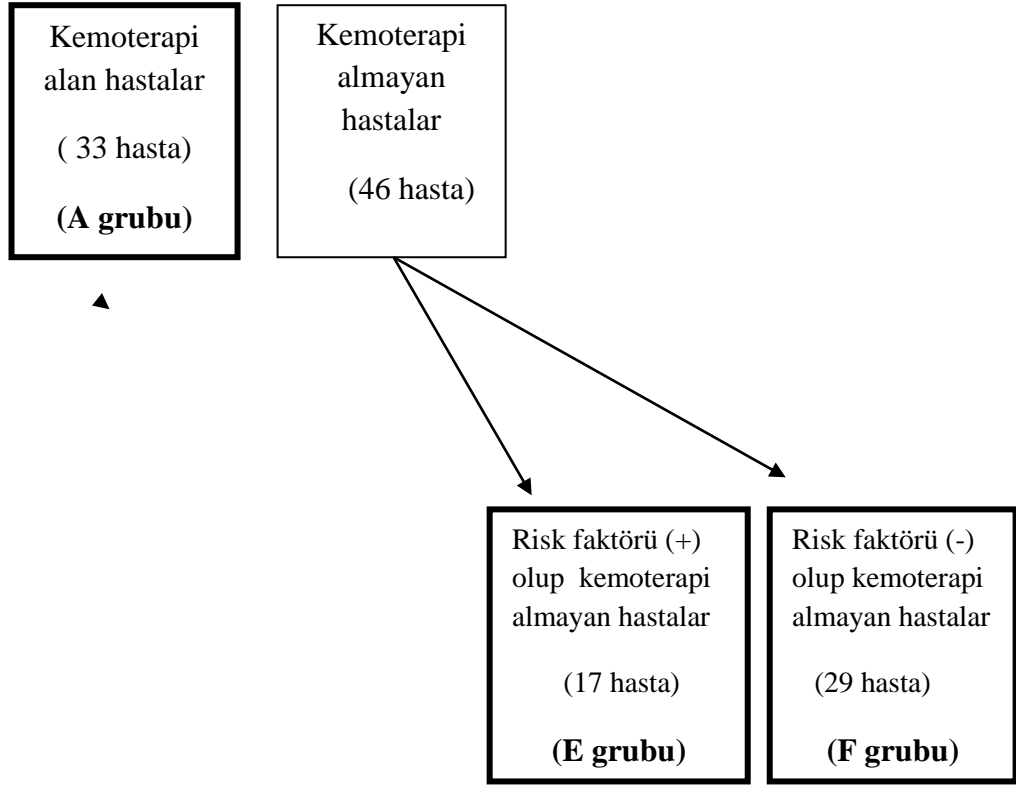 Kemoterapi
alan hastalar
( 33 hasta)
(A grubu)
Kemoterapi
almayan
hastalar
(46 hasta)
Risk faktörü (+)
olup kemoterapi
almayan hastalar
(17 hasta)
(E grubu)
Risk faktörü (-)
olup kemoterapi
almayan hastalar
(29 hasta)
(F grubu)